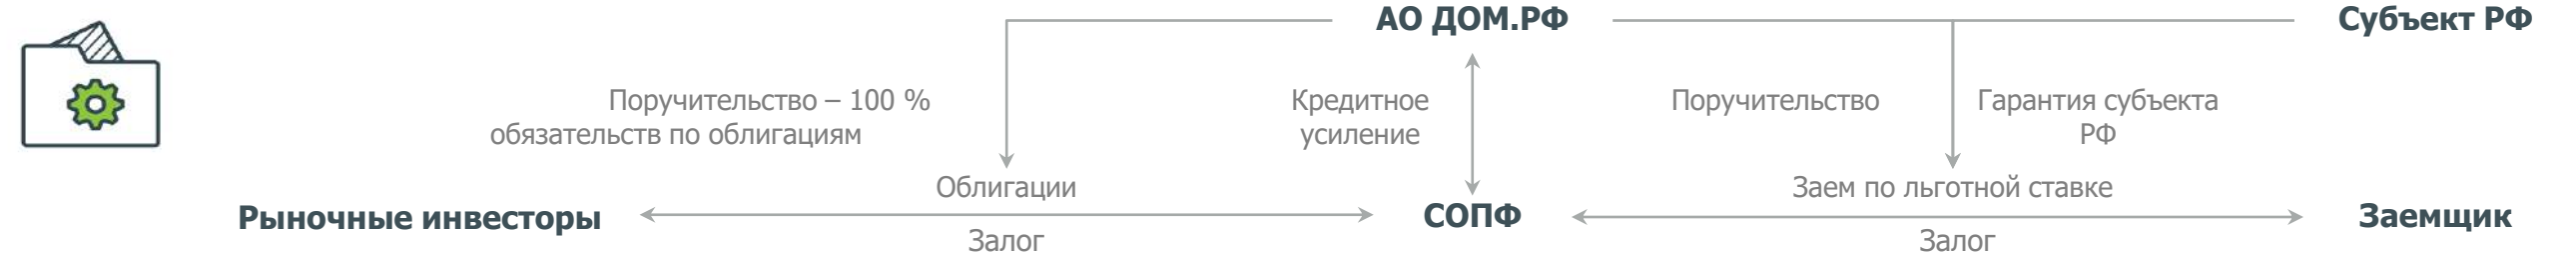 АО ДОМ.РФ
Субъект РФ
Поручительство – 100 %
обязательств по облигациям
Кредитное
усиление
Поручительство
Гарантия субъекта
РФ
Облигации
Заем по льготной ставке
Рыночные инвесторы
СОПФ
Заемщик
Залог
Залог